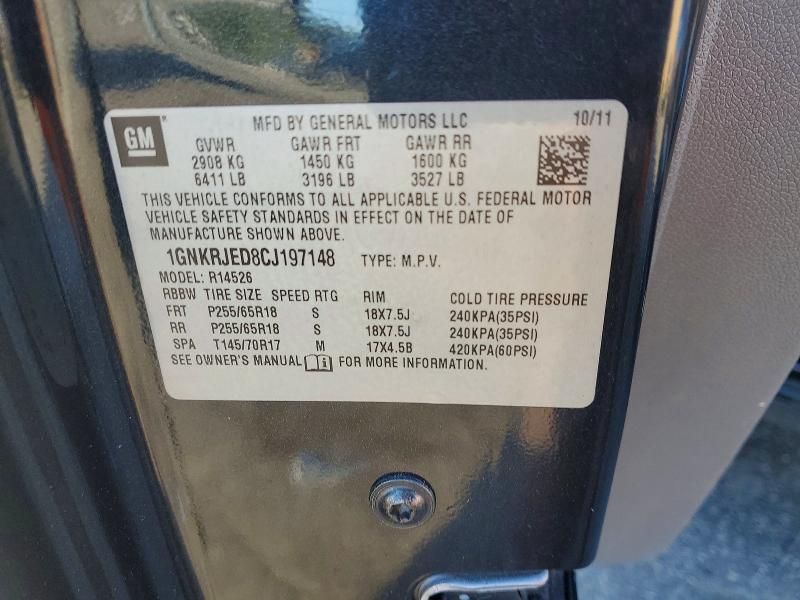 GM ® MFD BY GENERAL MOTORS LLC 10/11
GVWR GAWR FRT GAWR RR
2908 KG 1450 KG 1600 KG
6411 LB 3196 LB 3527 LB
THIS VEHICLE CONFORMS TO ALL APPLICABLE U.S. FEDERAL MOTOR
VEHICLE SAFETY STANDARDS IN EFFECT ON THE DATE OF
MANUFACTURE SHOWN ABOVE.
1GNKRJED8CJ197148 TYPE: M.P.V.
MODEL: R14526
RBBW TIRE SIZE SPEED RTG RIM COLD TIRE PRESSURE
FRT P255/65R18 S 18X7.5J 240KPA(35PSI)
RR P255/65R18 S 18X7.5J 240KPA(35PSI)
SPA T145/70R17 M 17X4.5B 420KPA(60PSI)
SEE OWNER'S MANUAL FOR MORE INFORMATION